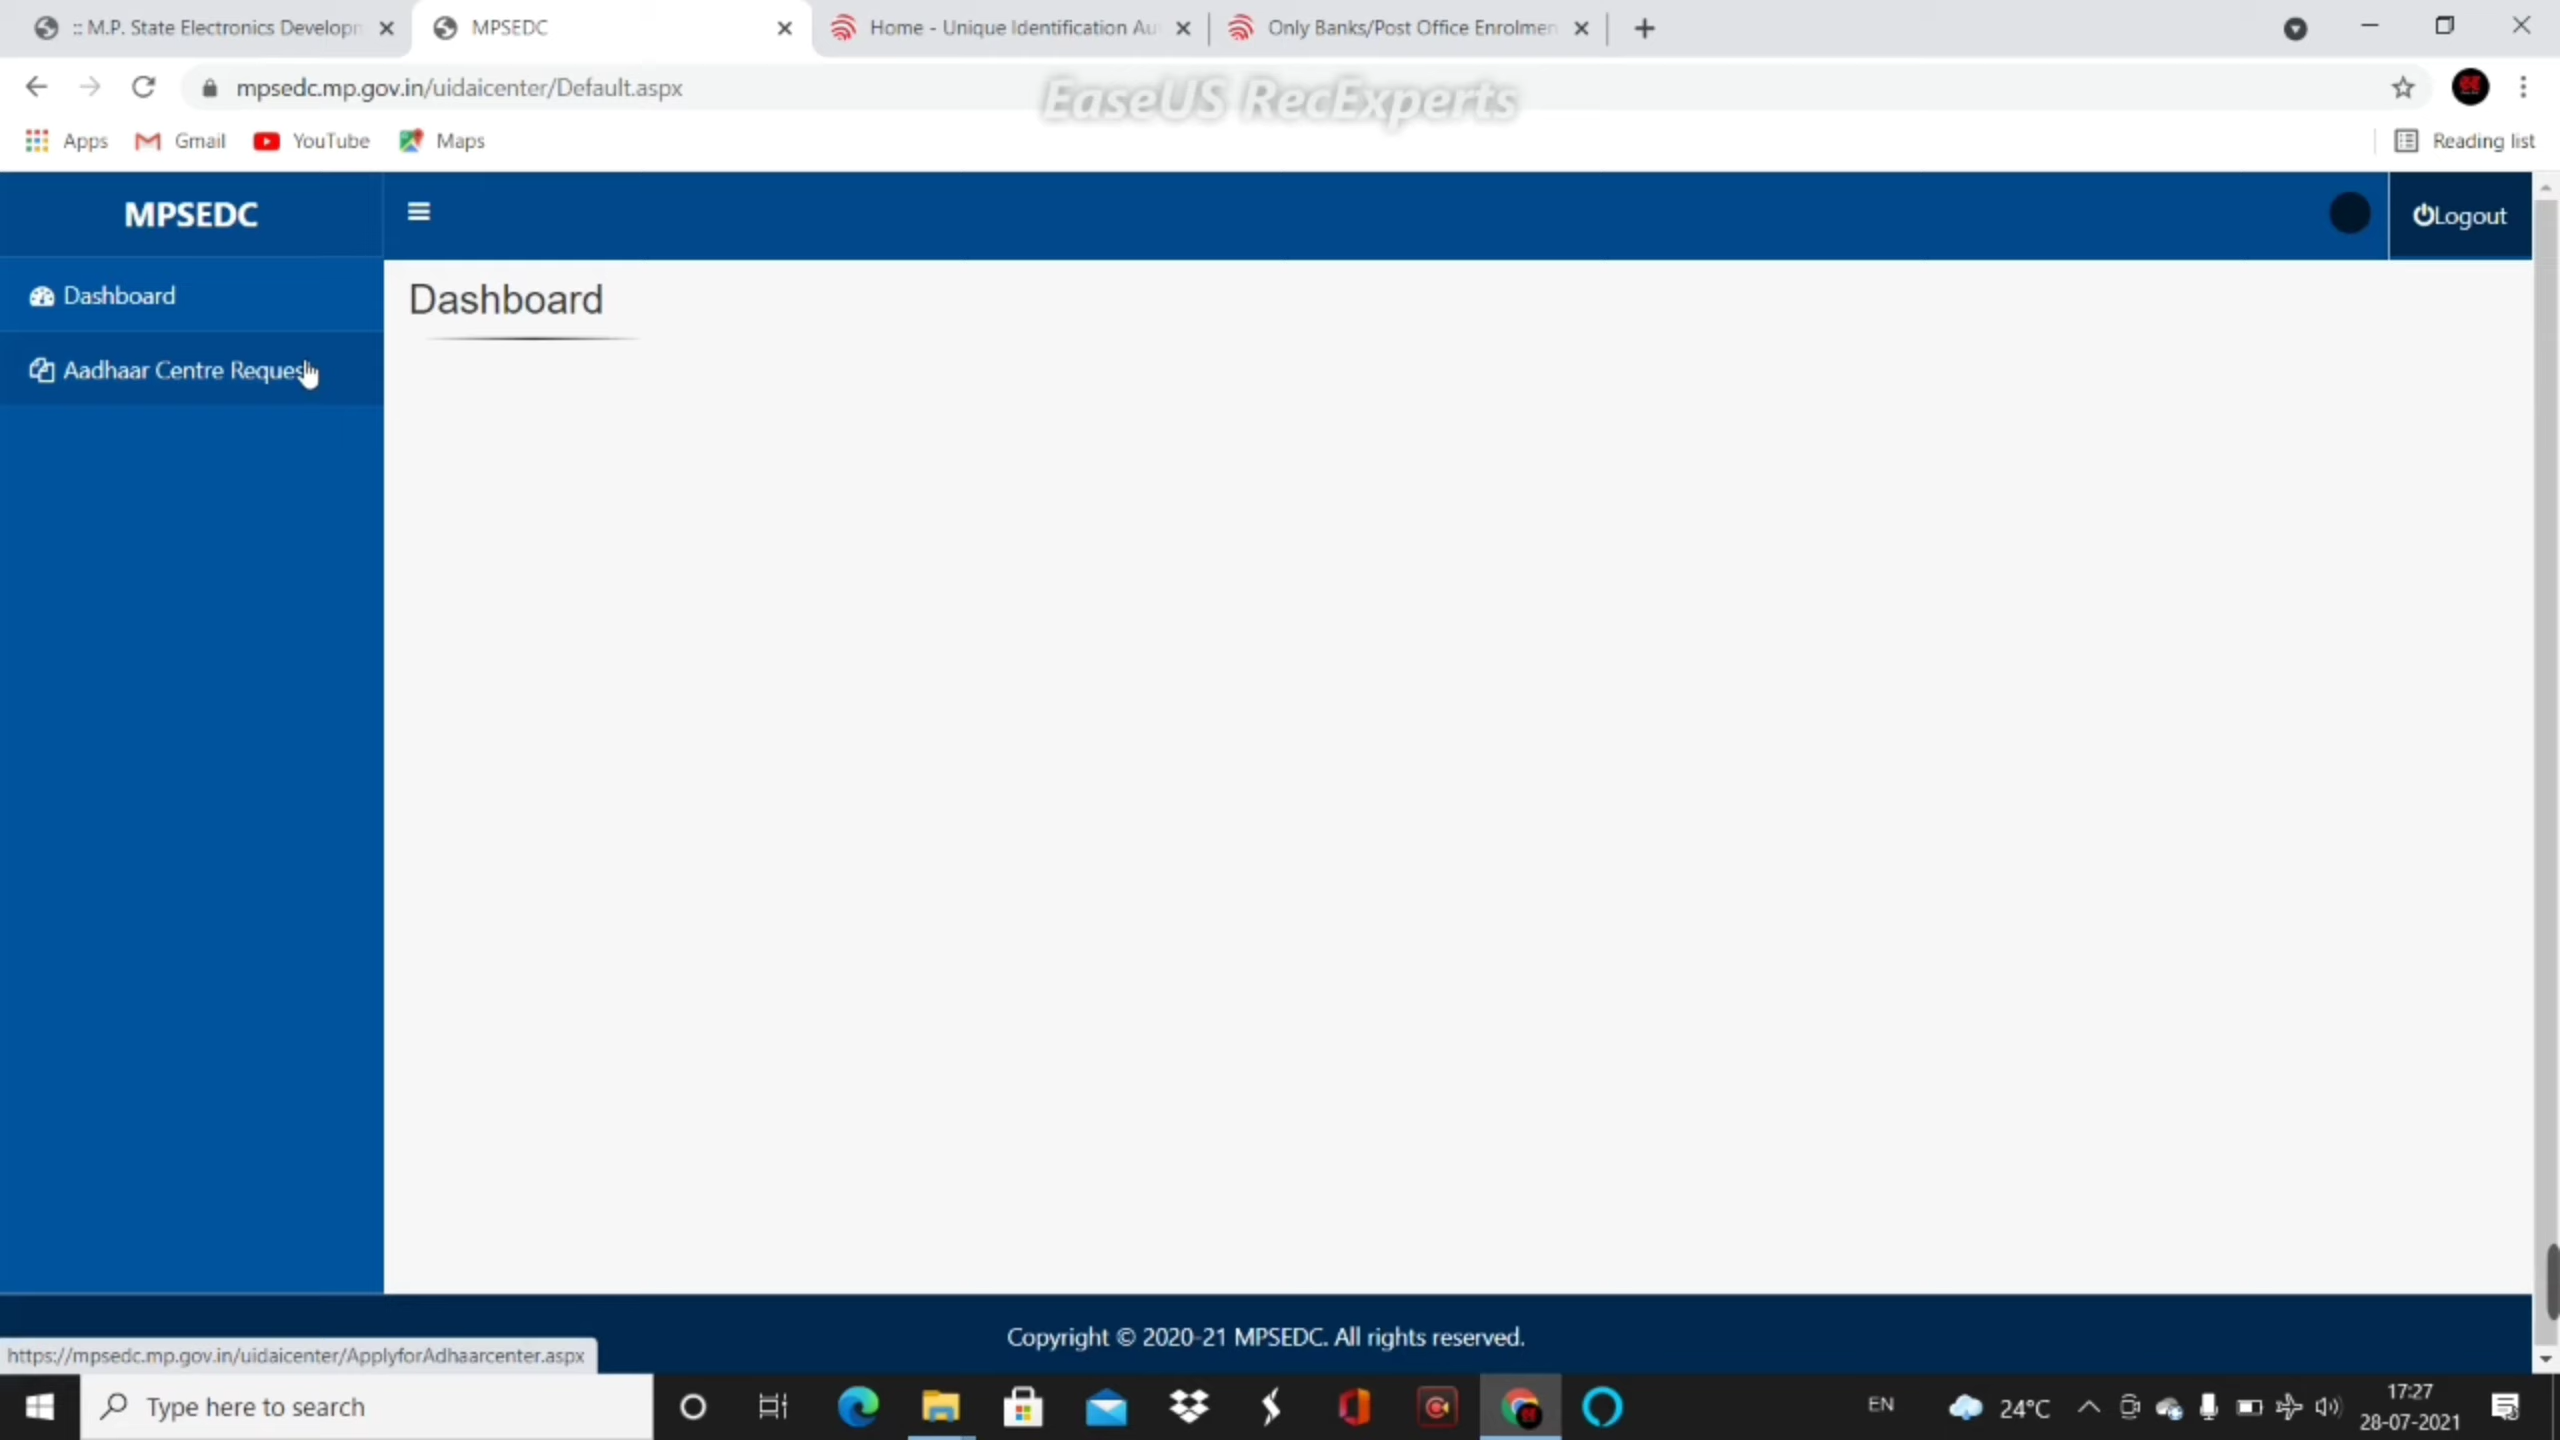 :: M.P. State Electronics Developm
MPSEDC
Home - Unique Identification Au
Only Banks/Post Office Enrolmen
mpsedc.mp.gov.in/uidaicenter/Default.aspx
EaseUS RecExperts
Apps
Gmail
YouTube
Maps
Reading list
MPSEDC
Logout
Dashboard
Dashboard
Aadhaar Centre Request
Copyright © 2020-21 MPSEDC. All rights reserved.
https://mpsedc.mp.gov.in/uidaicenter/ApplyforAdhaarcenter.aspx
Type here to search
EN
24°C
17:27
28-07-2021